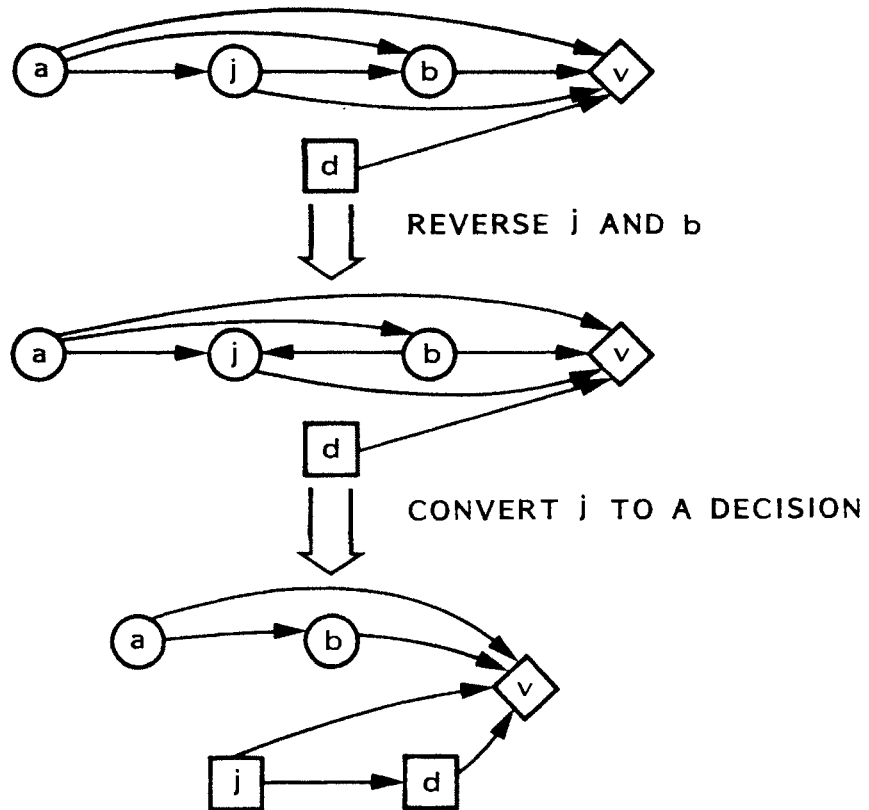 a j b v
d
REVERSE j AND b
a j b v
d
CONVERT j TO A DECISION
a b
v
j d